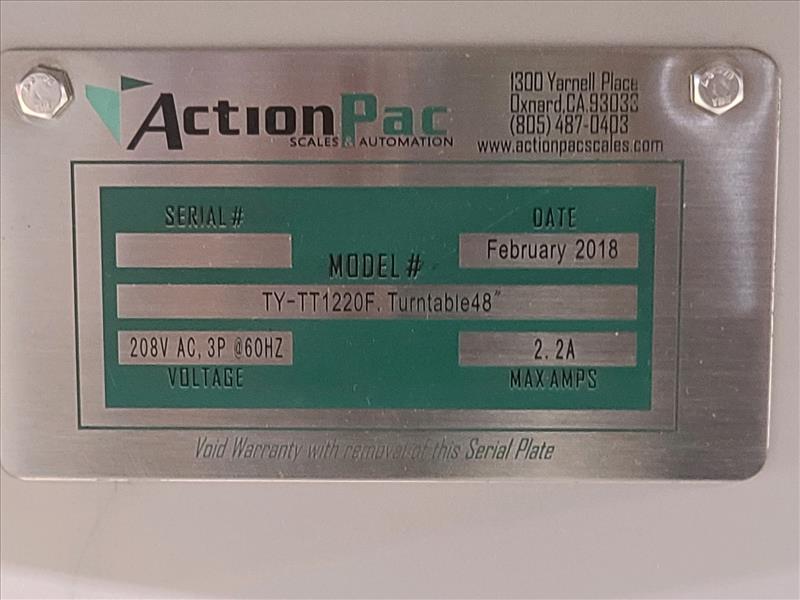 ActionPac
SCALES & AUTOMATION
1300 Yarnell Place
Oxnard,CA.93033
(805) 487-0403
www.actionpacscales.com
SERIAL#
DATE
February 2018
MODEL #
TY-TT1220F, Turntable48"
208V AC, 3P @60HZ
2.2A
VOLTAGE
MAX AMPS
Void Warranty with removal of this Serial Plate